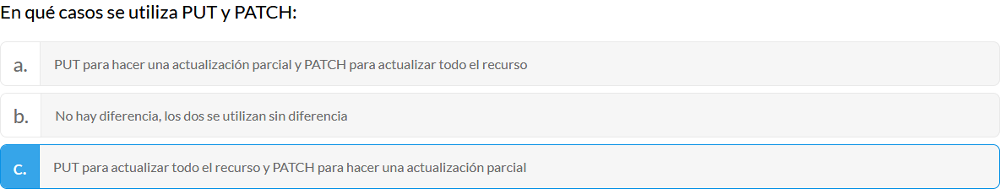 En qué casos se utiliza PUT y PATCH:
a. PUT para hacer una actualización parcial y PATCH para actualizar todo el recurso
b. No hay diferencia, los dos se utilizan sin diferencia
c. PUT para actualizar todo el recurso y PATCH para hacer una actualización parcial